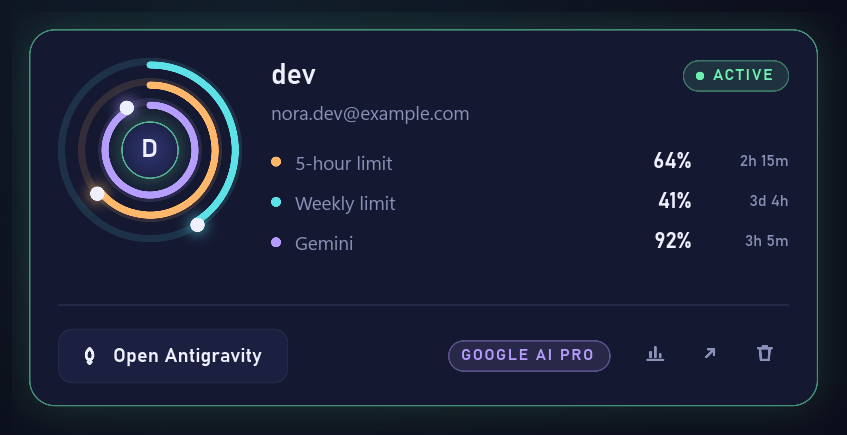 D
dev
ACTIVE
nora.dev@example.com
5-hour limit 64% 2h 15m
Weekly limit 41% 3d 4h
Gemini 92% 3h 5m
Open Antigravity
GOOGLE AI PRO